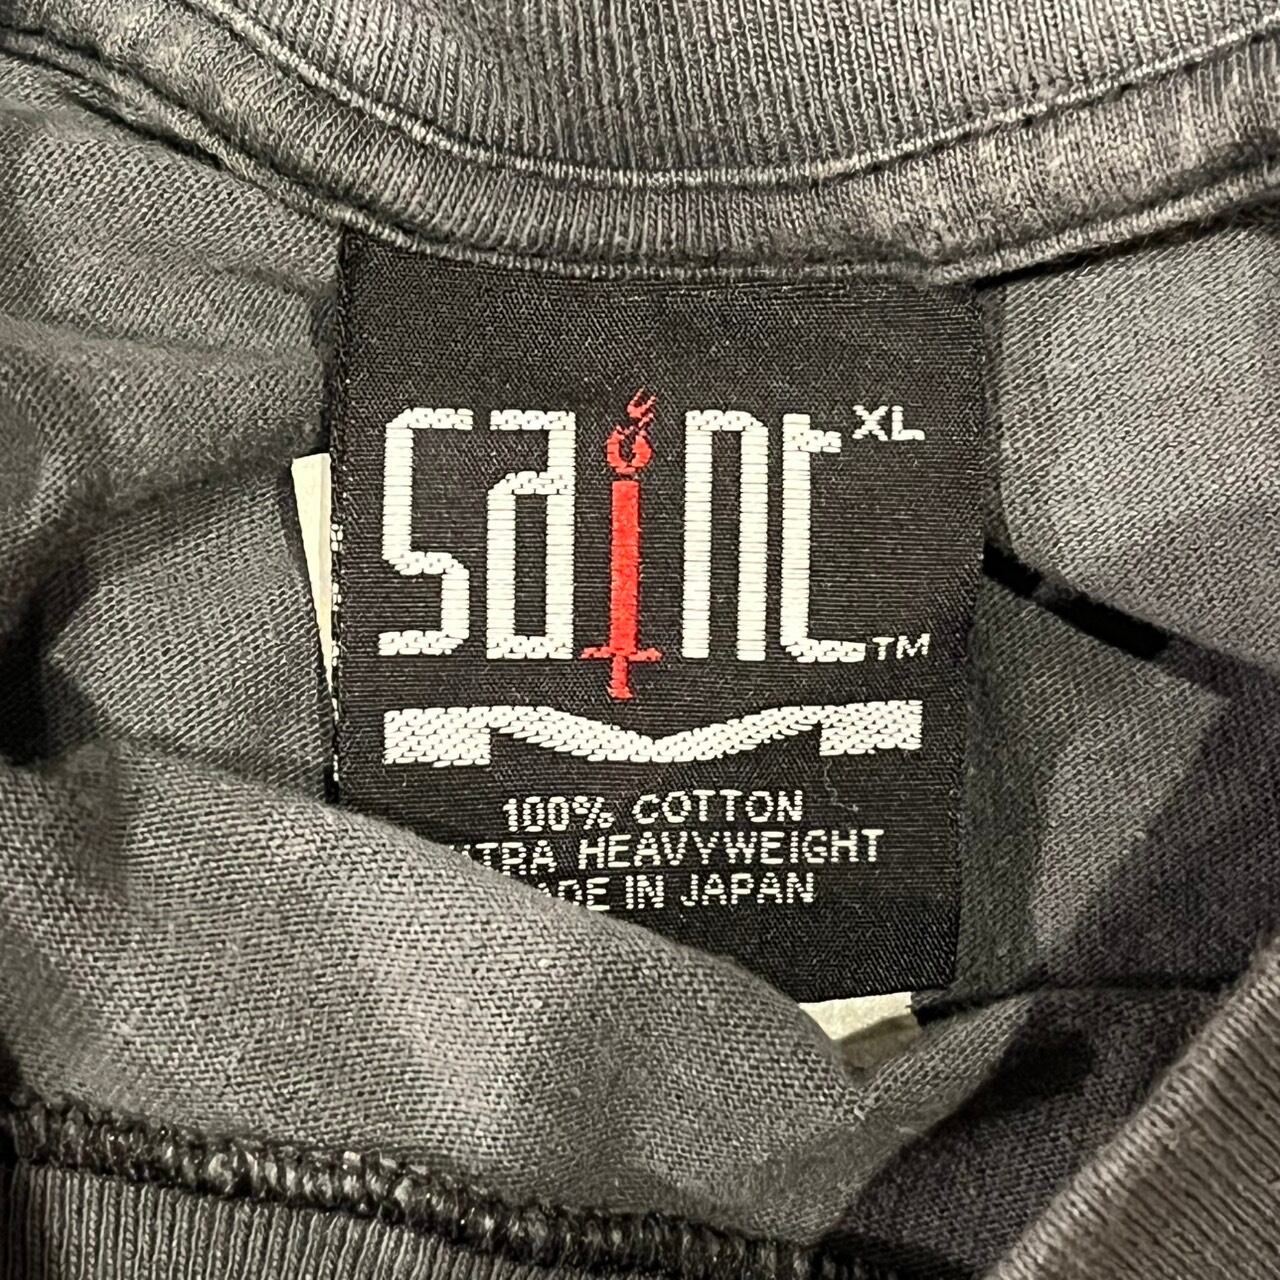 saint XL
TM
100% COTTON
HEAVYWEIGHT
IN JAPAN